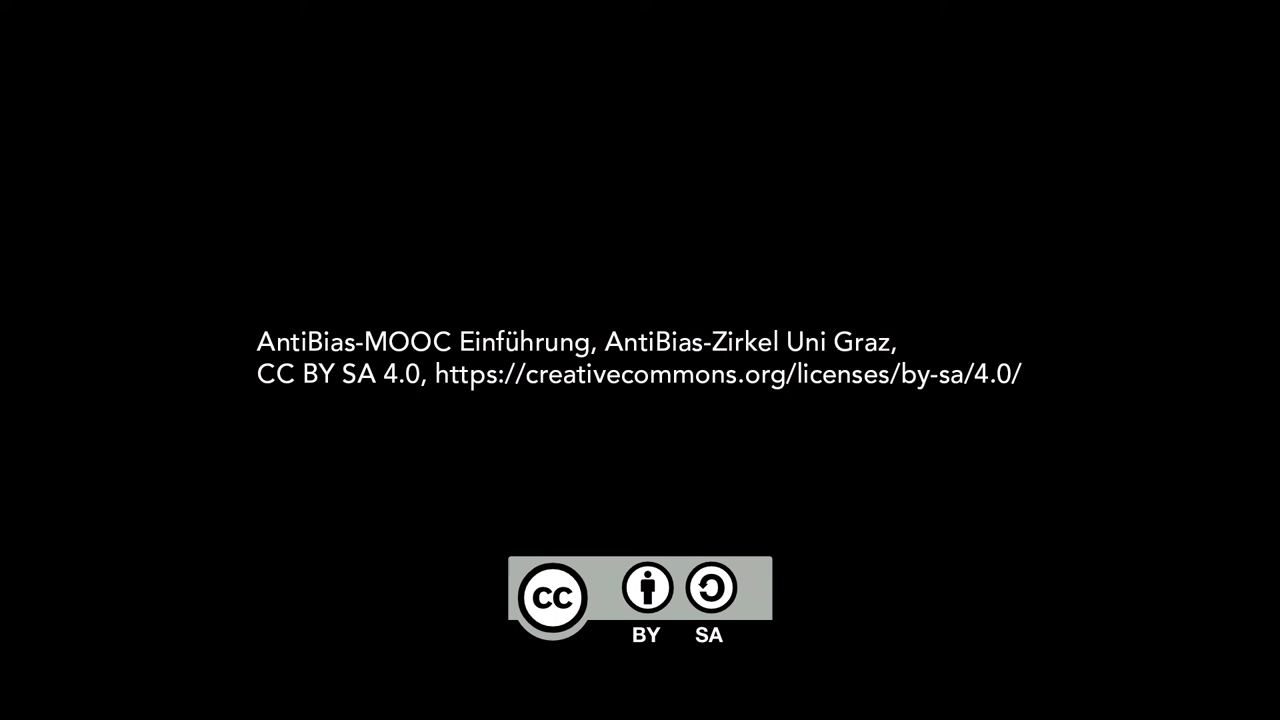 AntiBias-MOOC Einführung, AntiBias-Zirkel Uni Graz,
CC BY SA 4.0, https://creativecommons.org/licenses/by-sa/4.0/
CC
BY SA